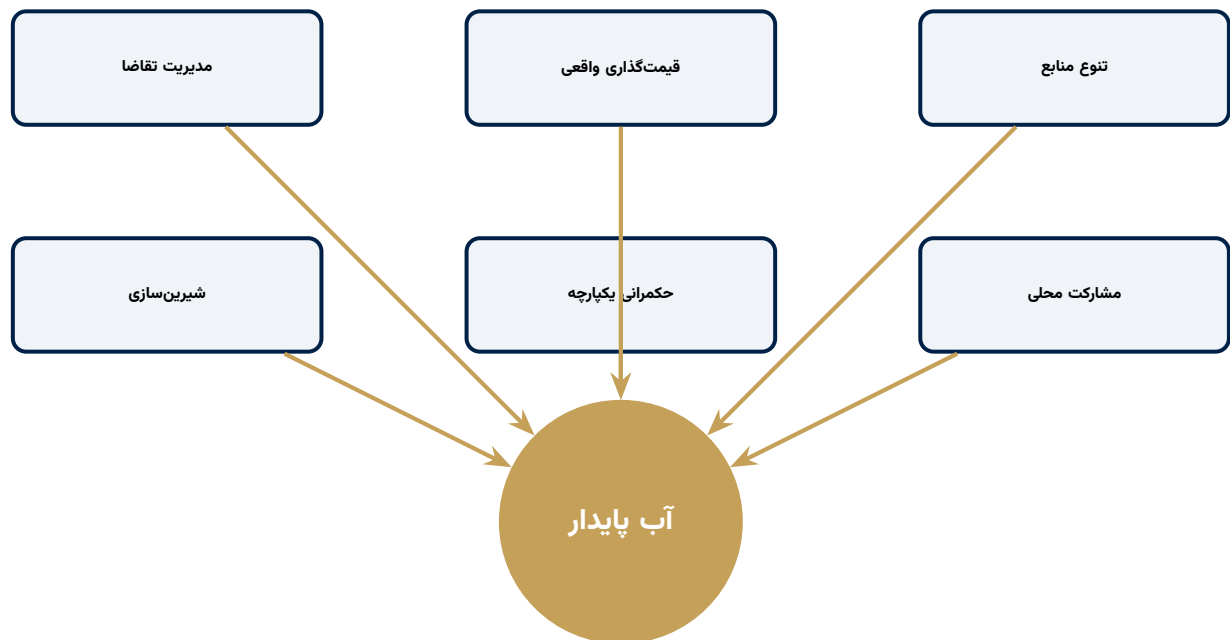 تنوع منابع
قیمت‌گذاری واقعی
مدیریت تقاضا
مشارکت محلی
حکمرانی یکپارچه
شیرین‌سازی
آب پایدار